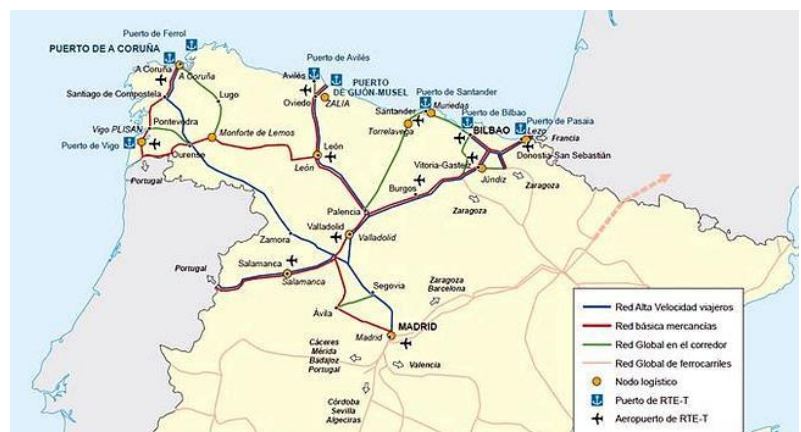 Puerto de Ferrol
PUERTO DE A CORUÑA
A Coruña
A Coruña
Puerto de Avilés
Avilés
PUERTO
DE GIJÓN-MUSEL
ZALIA
Oviedo
Santiago de Compostela
Lugo
Puerto de Santander
Santander
Muriedas
Torrelavega
Puerto de Bilbao
BILBAO
Puerto de Pasaia
Lezo
Francia
Donostia-San Sebastián
Pontevedra
Vigo PLISAN
Monforte de Lemos
Puerto de Vigo
Ourense
León
León
Vitoria-Gasteiz
Júndiz
Zaragoza
Portugal
Burgos
Zaragoza
Palencia
Valladolid
Valladolid
Zamora
Portugal
Salamanca
Salamanca
Segovia
Zaragoza
Barcelona
Ávila
MADRID
Madrid
Cáceres
Mérida
Badajoz
Portugal
Valencia
Córdoba
Sevilla
Algeciras
Red Alta Velocidad viajeros
Red básica mercancías
Red Global en el corredor
Red Global de ferrocarriles
Nodo logístico
Puerto de RTE-T
Aeropuerto de RTE-T